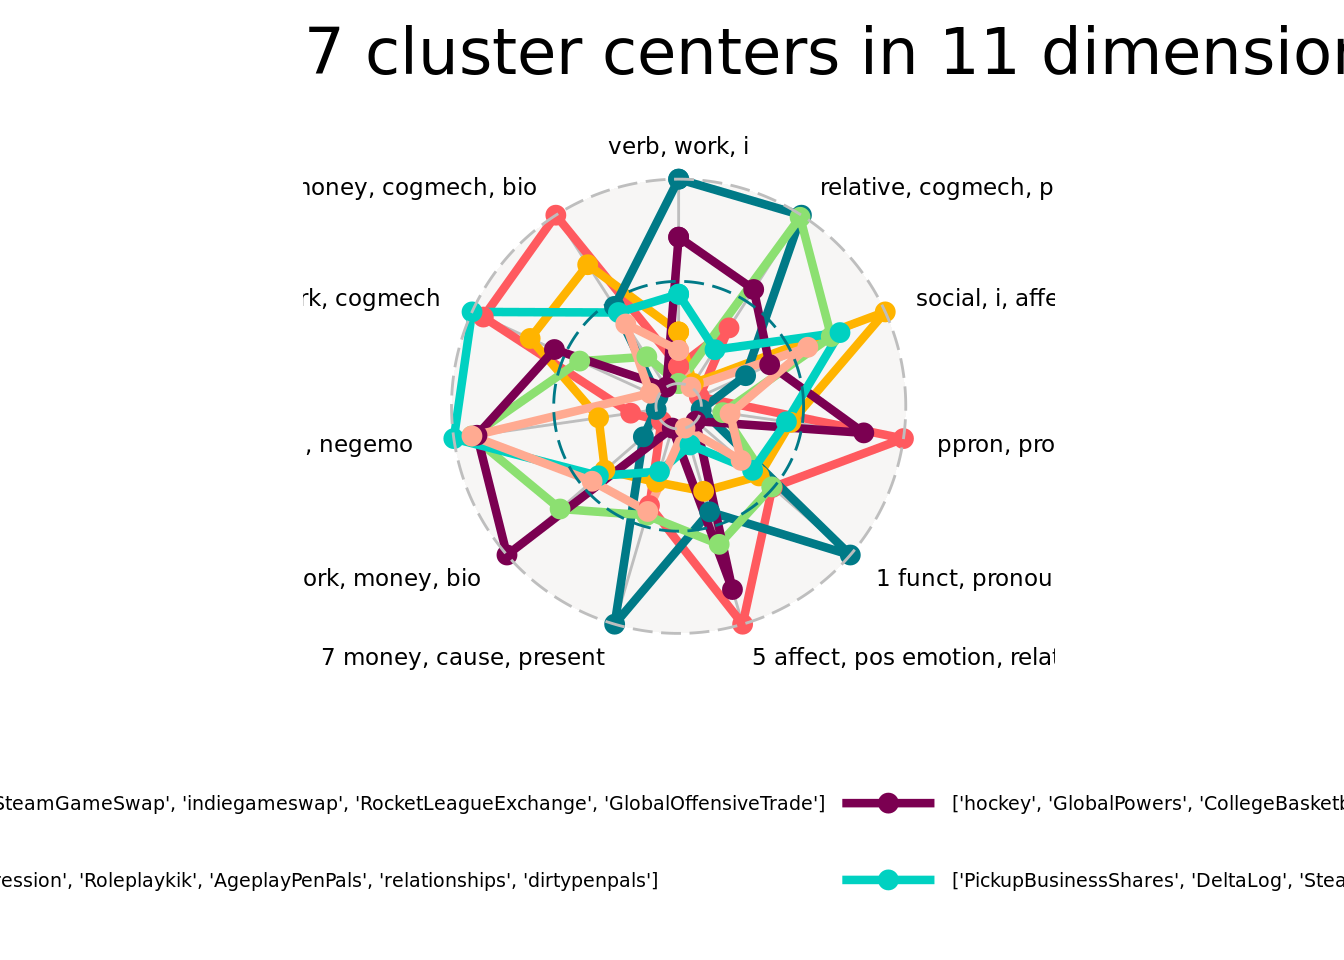 7 cluster centers in 11 dimension
verb, work, i
money, cogmech, bio
relative, cogmech, p
rk, cogmech
social, i, affe
, negemo
ppron, pro
ork, money, bio
1 funct, pronou
7 money, cause, present
5 affect, pos emotion, relat
SteamGameSwap', 'indiegameswap', 'RocketLeagueExchange', 'GlobalOffensiveTrade']
['hockey', 'GlobalPowers', 'CollegeBasketb
ression', 'Roleplaykik', 'AgeplayPenPals', 'relationships', 'dirtypenpals']
['PickupBusinessShares', 'DeltaLog', 'Stea